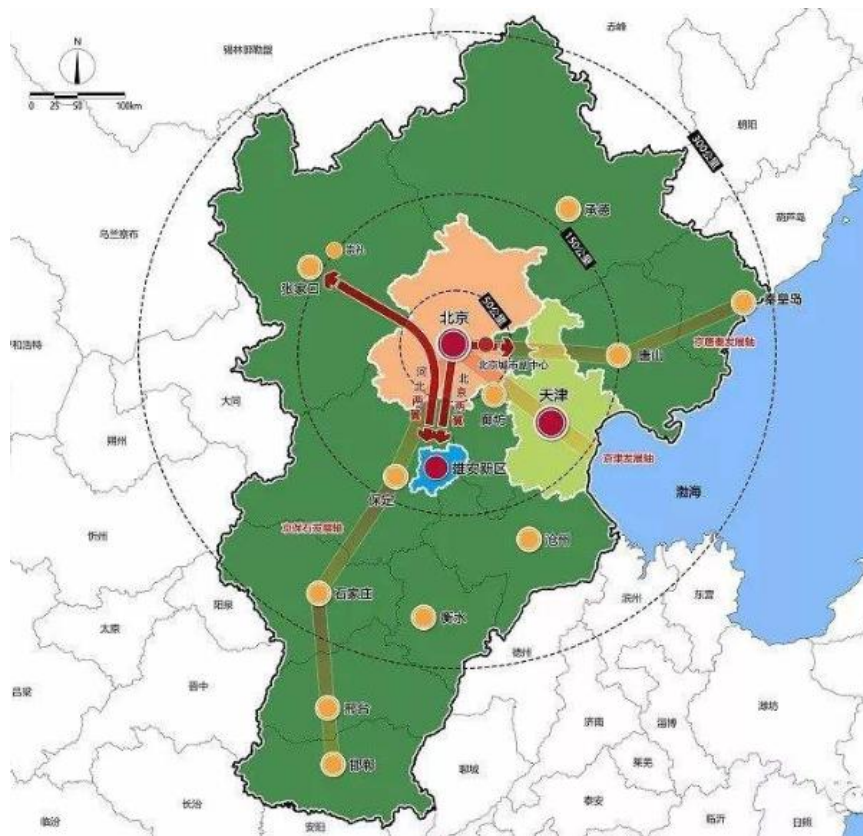 赤峰
锡林郭勒盟
N
0 25 50 100km
朝阳
300公里
葫芦岛
承德
乌兰察布
150公里
崇礼
张家口
秦皇岛
50公里
北京
京唐秦发展轴
唐山
北京城市副中心
河北两翼
北京两翼
天津
廊坊
大同
朔州
雄安新区
京津发展轴
保定
渤海
京保石发展轴
沧州
忻州
石家庄
阳泉
衡水
滨州
东营
太原
德州
吕梁
晋中
邢台
济南
淄博
潍坊
邯郸
聊城
莱芜
长治
泰安
临汾
安阳
临沂
日照